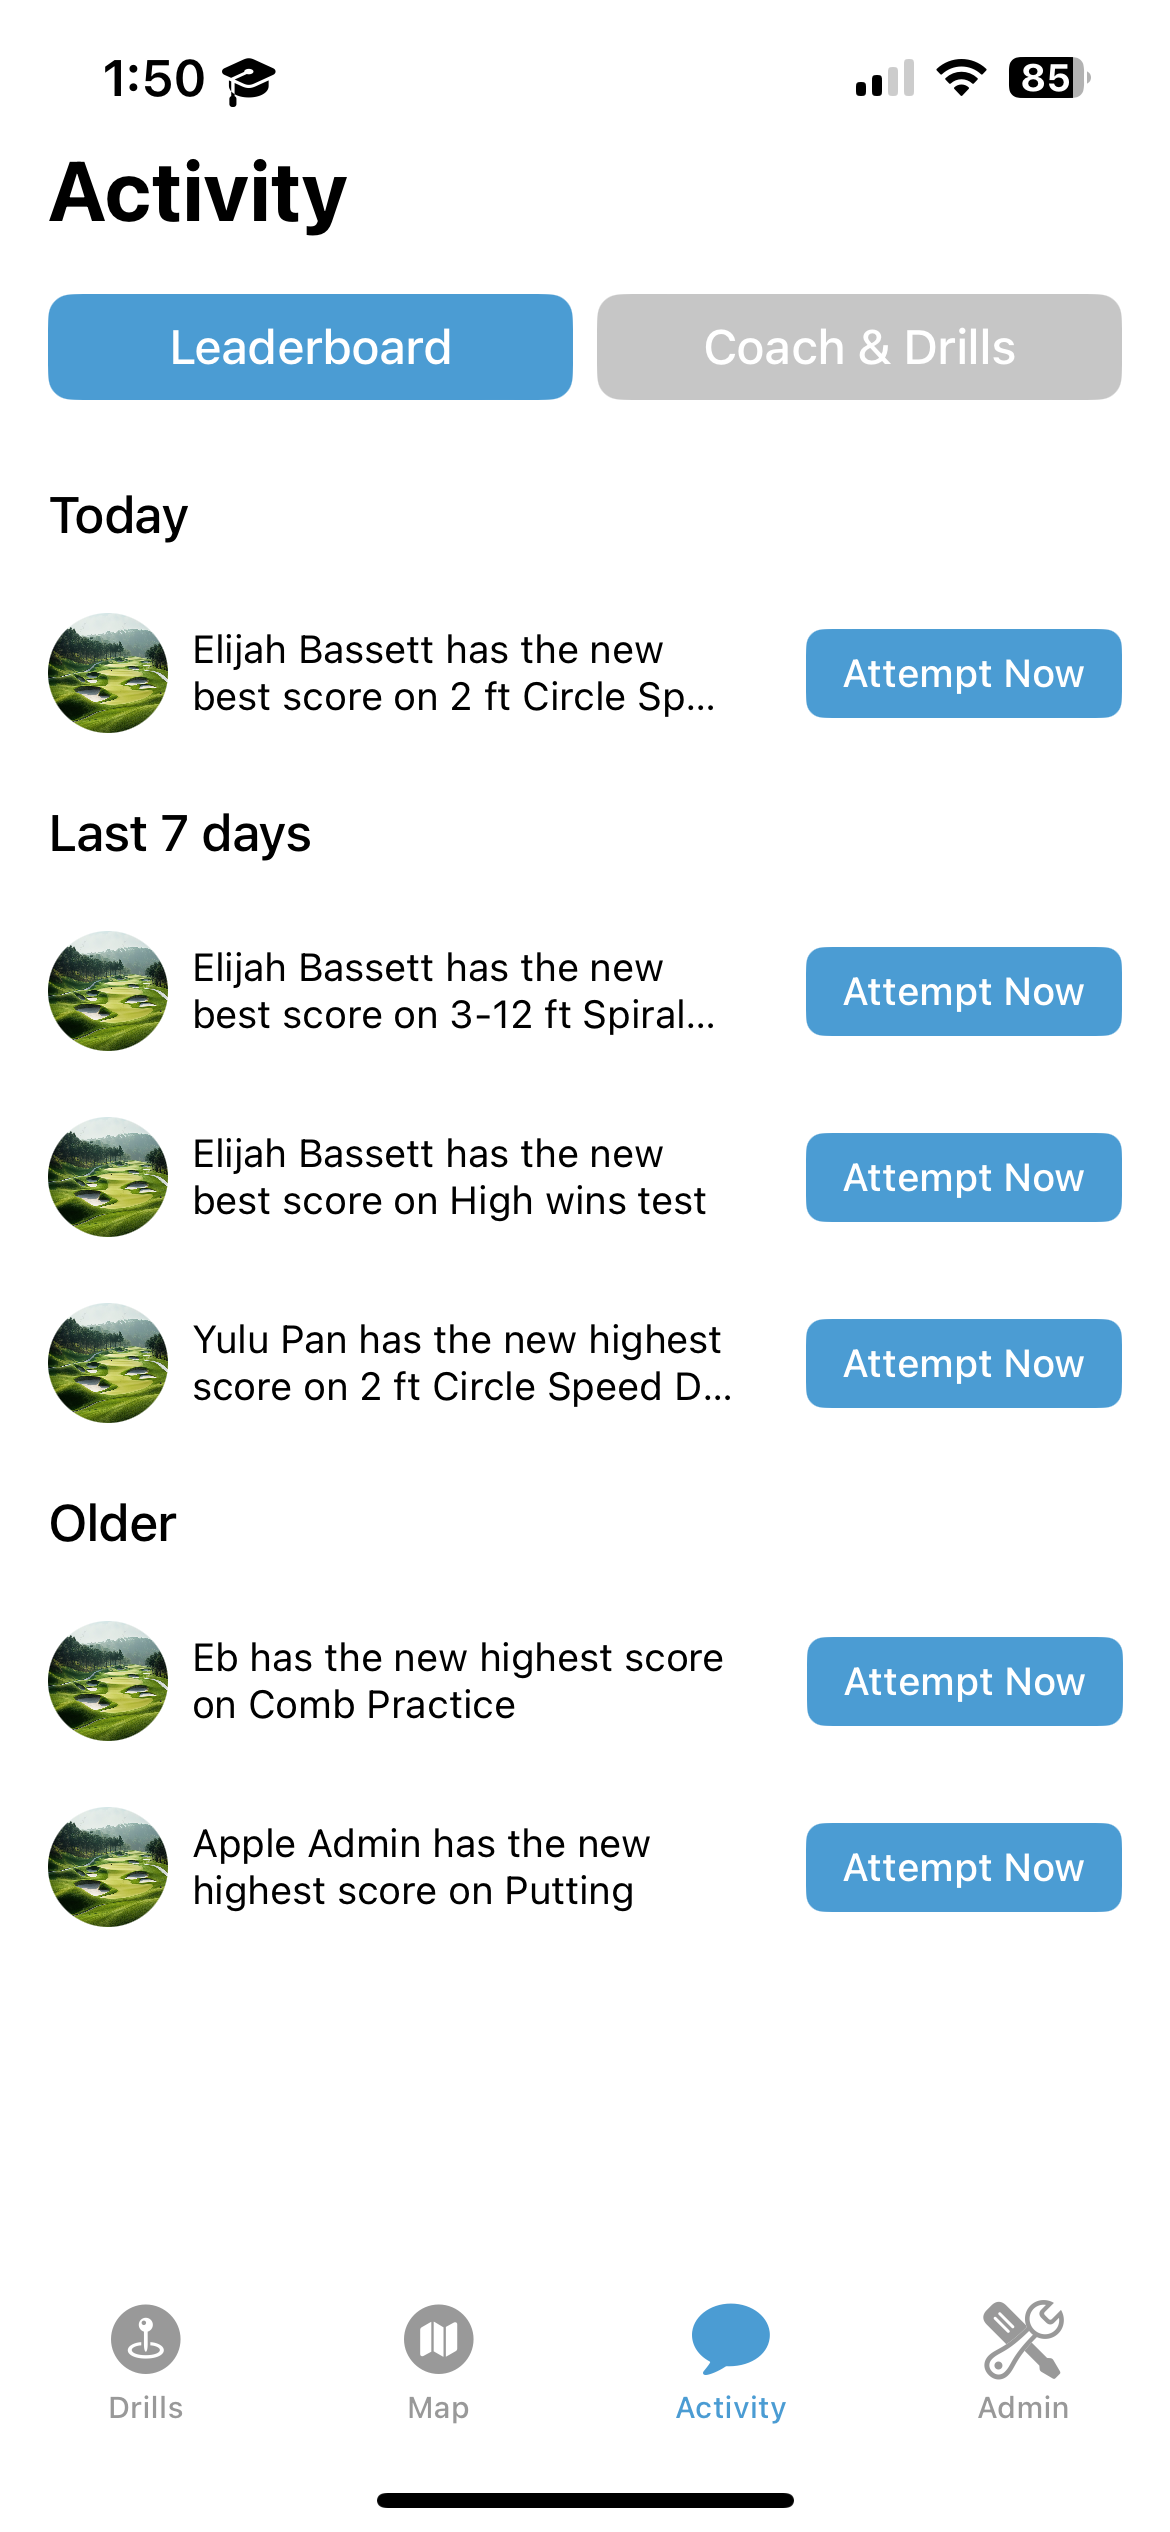 1:50
85
Activity
Leaderboard
Coach & Drills
Today
Elijah Bassett has the new
best score on 2 ft Circle Sp...
Attempt Now
Last 7 days
Elijah Bassett has the new
best score on 3-12 ft Spiral...
Attempt Now
Elijah Bassett has the new
best score on High wins test
Attempt Now
Yulu Pan has the new highest
score on 2 ft Circle Speed D...
Attempt Now
Older
Eb has the new highest score
on Comb Practice
Attempt Now
Apple Admin has the new
highest score on Putting
Attempt Now
Drills
Map
Activity
Admin